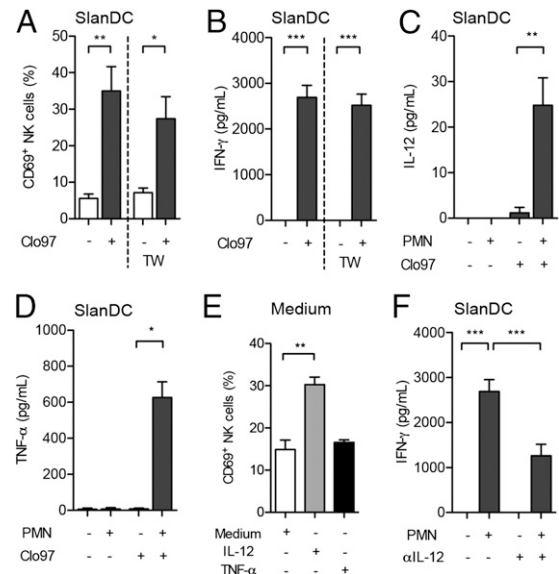 A SlanDC
CD69+ NK cells (%)
50
40
30
20
10
0
** *
Clo97 - + - +
TW
B SlanDC
IFN-γ (pg/mL)
4000
3000
2000
1000
0
*** ***
Clo97 - + - +
TW
C SlanDC
IL-12 (pg/mL)
40
30
20
10
0
**
PMN - + - +
Clo97 - - + +
D SlanDC
TNF-α (pg/mL)
1000
800
600
400
200
0
*
PMN - + - +
Clo97 - - + +
E Medium
CD69+ NK cells (%)
40
30
20
10
0
**
Medium + - -
IL-12 - + -
TNF-α - - +
F SlanDC
IFN-γ (pg/mL)
4000
3000
2000
1000
0
*** ***
PMN - + - +
αIL-12 - - + +